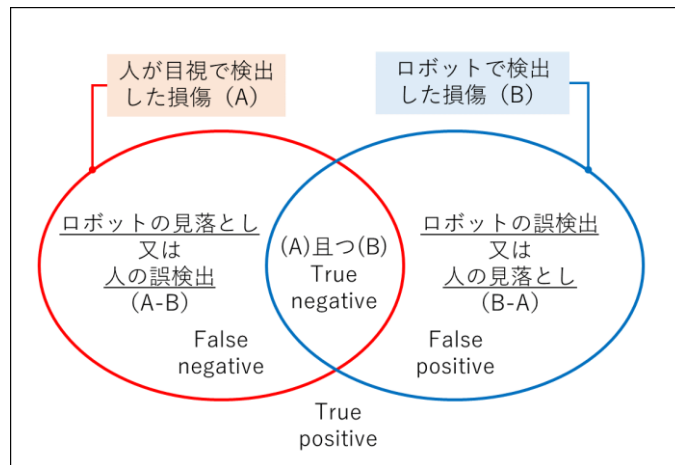 人が目視で検出
した損傷（A）
ロボットで検出
した損傷（B）
ロボットの見落とし
又は
人の誤検出
(A-B)
False
negative
(A)且つ(B)
True
negative
ロボットの誤検出
又は
人の見落とし
(B-A)
False
positive
True
positive